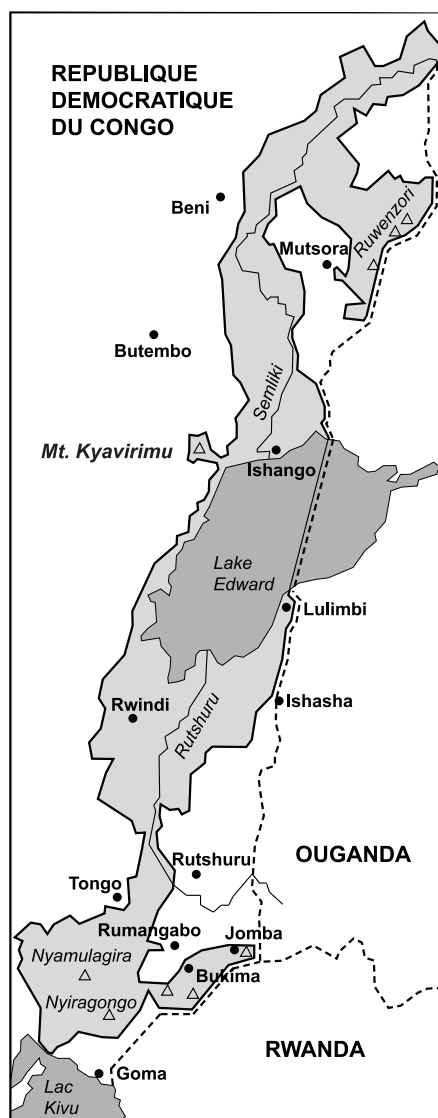 REPUBLIQUE
DEMOCRATIQUE
DU CONGO
Beni
Ruwenzori
Mutsora
Butembo
Semliki
Mt. Kyavirimu
Ishango
Lake
Edward
Lulimbi
Ishasha
Rwindi
Rutshuru
OUGANDA
Rutshuru
Tongo
Rumangabo
Jomba
Nyamulagira
Bukima
Nyiragongo
RWANDA
Goma
Lac
Kivu